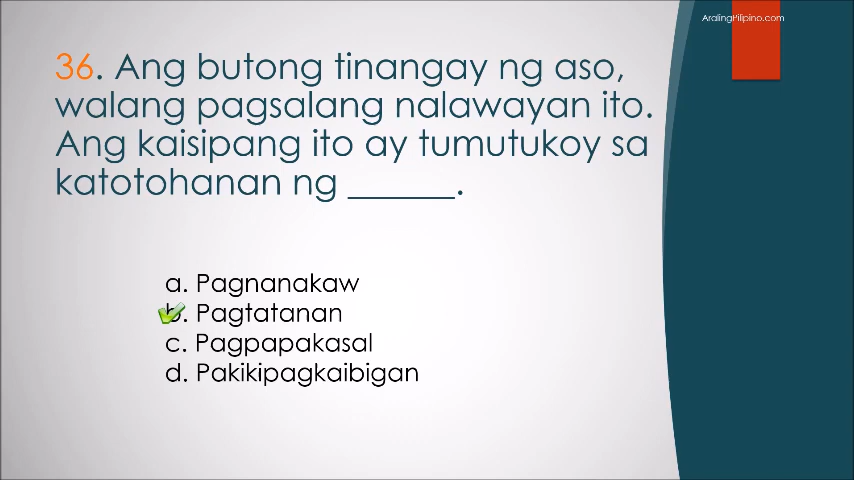 AralingPilipino.com
36. Ang butong tinangay ng aso,
walang pagsalang nalawayan ito.
Ang kaisipang ito ay tumutukoy sa
katotohanan ng ______.
a. Pagnanakaw
b. Pagtatanan
c. Pagpapakasal
d. Pakikipagkaibigan